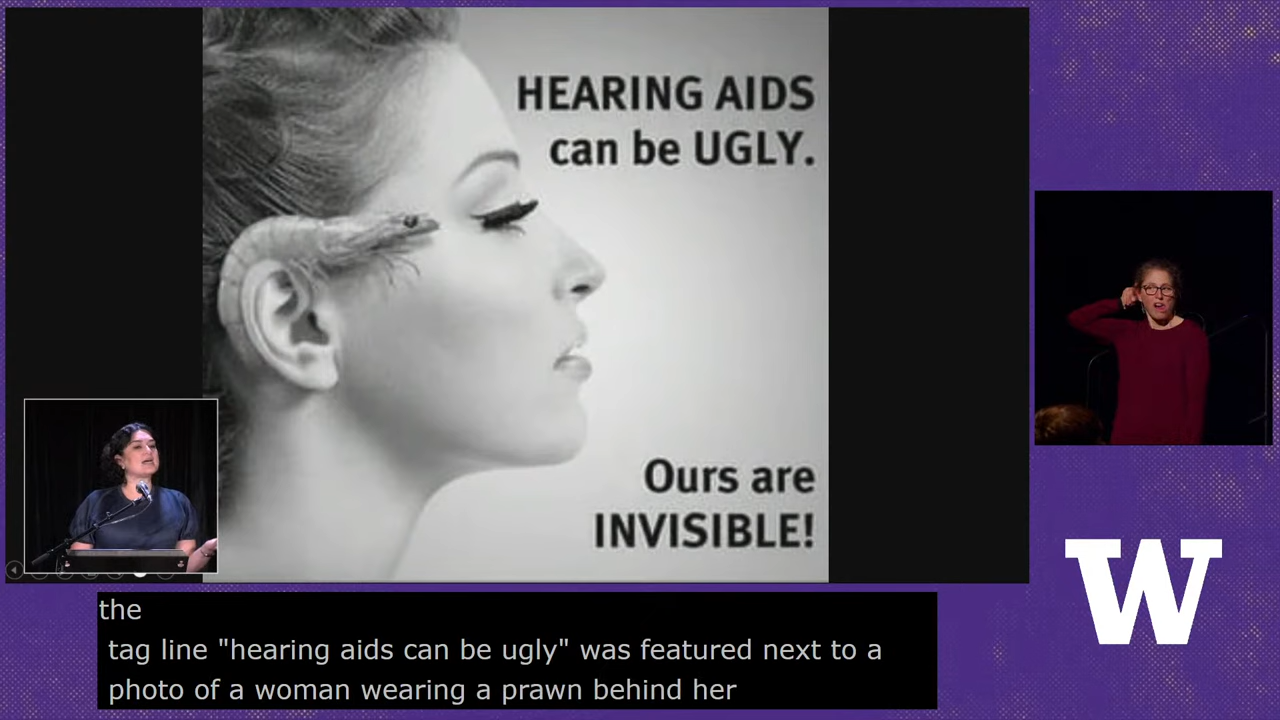 HEARING AIDS
can be UGLY.
Ours are
INVISIBLE!
W
the
tag line "hearing aids can be ugly" was featured next to a
photo of a woman wearing a prawn behind her